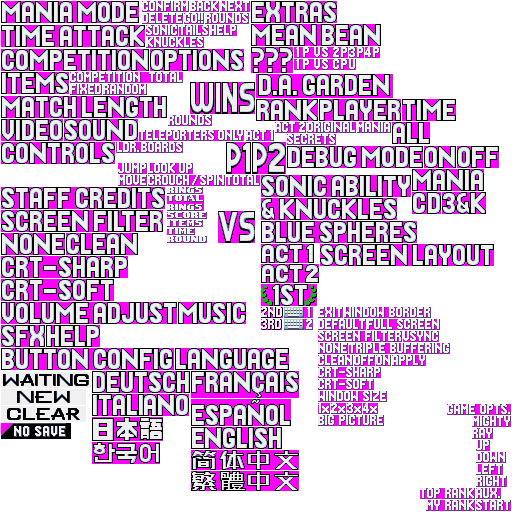 MANIA MODE
CONFIRM BACK NEXT
DELETE GO! ROUNDS
EXTRAS
TIME ATTACK
SONIC TAILS HELP
KNUCKLES
MEAN BEAN
COMPETITION OPTIONS
???
1P VS 2P 3P 4P
1P VS CPU
ITEMS
COMPETITION TOTAL
FIXED RANDOM
WINS
D.A. GARDEN
MATCH LENGTH
RANK PLAYER TIME
VIDEO SOUND
ROUNDS
TELEPORTERS ONLY ACT 1
ACT 2 ORIGINAL MANIA
SECRETS
ALL
CONTROLS
LDR. BOARDS
P1 P2
DEBUG MODE ON OFF
JUMP LOOK UP
MOVE CROUCH / SPIN TOTAL
SONIC ABILITY
MANIA
STAFF CREDITS
RINGS
TOTAL
RINGS
SCORE
ITEMS
TIME
ROUND
& KNUCKLES
CD 3&K
SCREEN FILTER
VS
BLUE SPHERES
NONE CLEAN
ACT 1 SCREEN LAYOUT
CRT-SHARP
ACT 2
CRT-SOFT
1ST
VOLUME ADJUST MUSIC
2ND 1
3RD 2
EXIT WINDOW BORDER
DEFAULT FULL SCREEN
SFX HELP
SCREEN FILTER VSYNC
NONE TRIPLE BUFFERING
BUTTON CONFIG LANGUAGE
CLEAN OFF ON APPLY
CRT-SHARP
CRT-SOFT
WINDOW SIZE
1x 2x 3x 4x
BIG PICTURE
WAITING
NEW
CLEAR
NO SAVE
DEUTSCH FRANÇAIS
ITALIANO
ESPAÑOL
日本語
ENGLISH
한국어
简体中文
繁體中文
GAME OPTS.
MIGHTY
RAY
UP
DOWN
LEFT
RIGHT
TOP RANK AUX.
MY RANK START